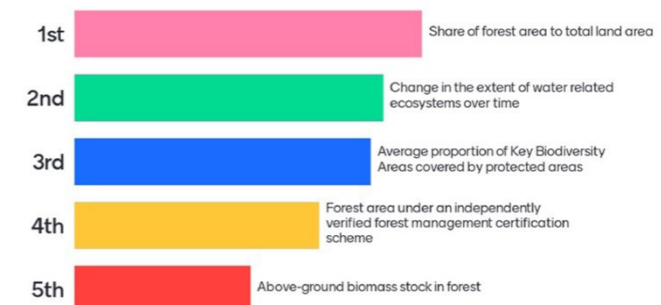 1st
Share of forest area to total land area
2nd
Change in the extent of water related
ecosystems over time
3rd
Average proportion of Key Biodiversity
Areas covered by protected areas
4th
Forest area under an independently
verified forest management certification
scheme
5th
Above-ground biomass stock in forest